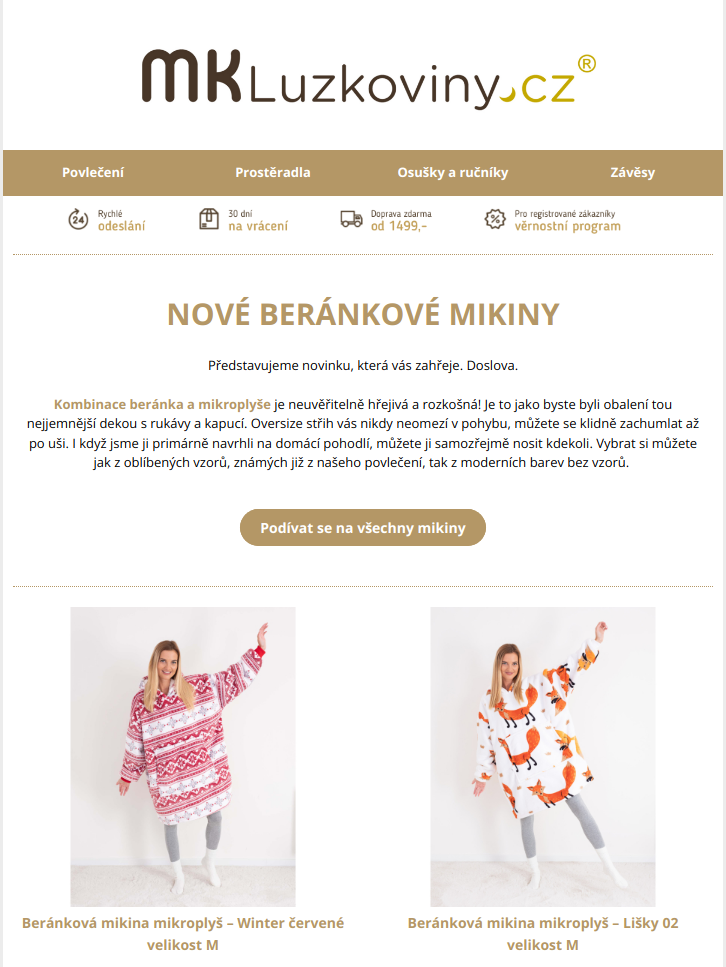 MKLuzkoviny.cz®
Povlečení Prostěradla Osušky a ručníky Závěsy
24 Rychlé odeslání
30 dní na vrácení
Doprava zdarma od 1499,-
Pro registrované zákazníky věrnostní program
NOVÉ BERÁNKOVÉ MIKINY
Představujeme novinku, která vás zahřeje. Doslova.
Kombinace beránka a mikroplyše je neuvěřitelně hřejivá a rozkošná! Je to jako byste byli obalení tou
nejjemnější dekou s rukávy a kapucí. Oversize střih vás nikdy neomezí v pohybu, můžete se klidně zachumlat až
po uši. I když jsme ji primárně navrhli na domácí pohodlí, můžete ji samozřejmě nosit kdekoli. Vybrat si můžete
jak z oblíbených vzorů, známých již z našeho povlečení, tak z moderních barev bez vzorů.
Podívat se na všechny mikiny
Beránková mikina mikroplyš – Winter červené
velikost M
Beránková mikina mikroplyš – Lišky 02
velikost M